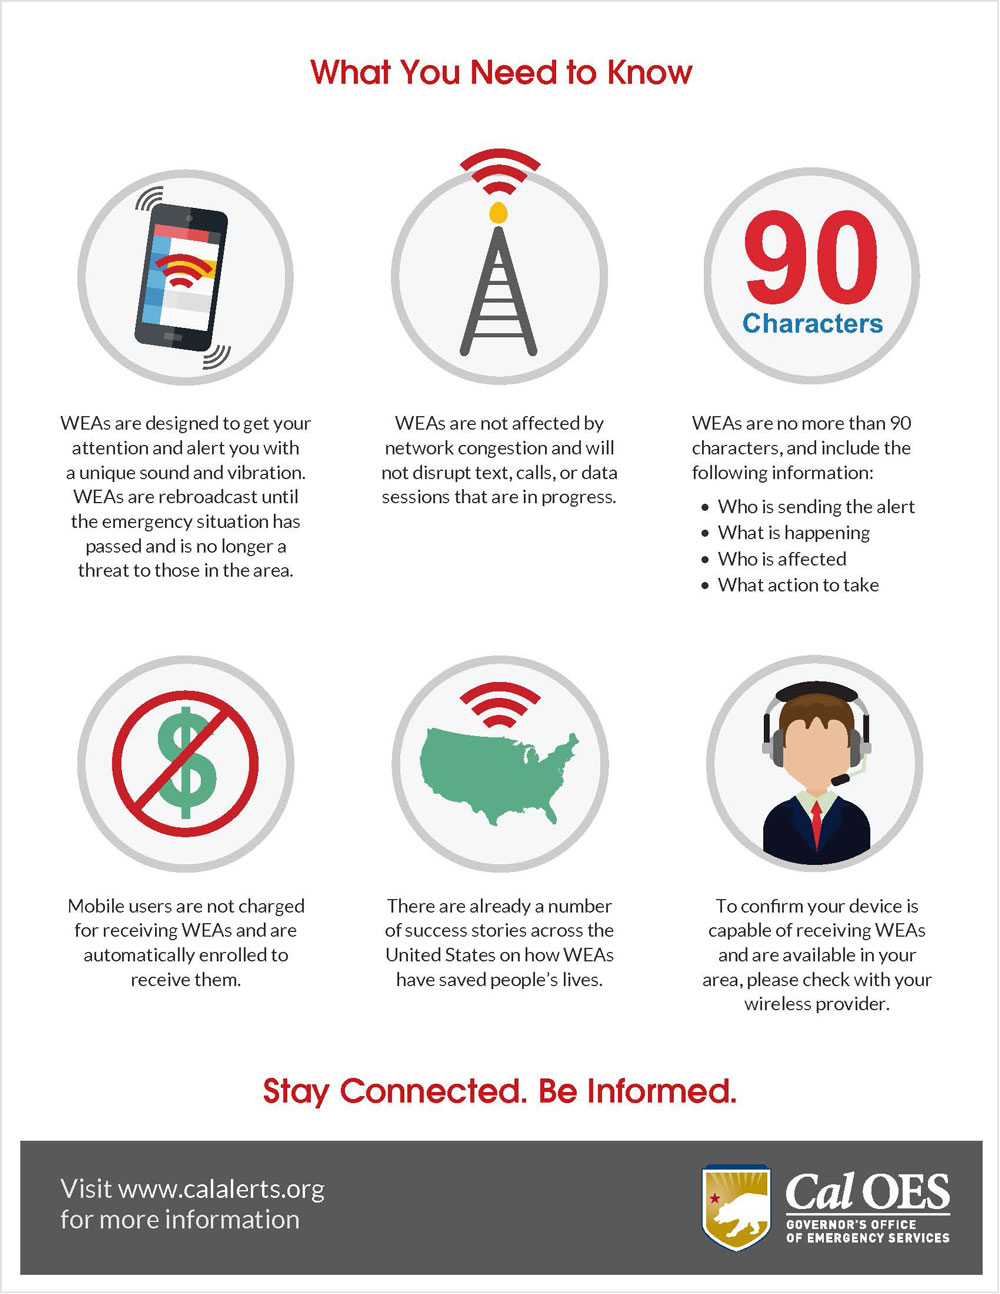 What You Need to Know
90
Characters
WEAs are designed to get your
attention and alert you with
a unique sound and vibration.
WEAs are rebroadcast until
the emergency situation has
passed and is no longer a
threat to those in the area.
WEAs are not affected by
network congestion and will
not disrupt text, calls, or data
sessions that are in progress.
WEAs are no more than 90
characters, and include the
following information:
• Who is sending the alert
• What is happening
• Who is affected
• What action to take
$
Mobile users are not charged
for receiving WEAs and are
automatically enrolled to
receive them.
There are already a number
of success stories across the
United States on how WEAs
have saved people's lives.
To confirm your device is
capable of receiving WEAs
and are available in your
area, please check with your
wireless provider.
Stay Connected. Be Informed.
Visit www.calalerts.org
for more information
Cal OES
GOVERNOR'S OFFICE
OF EMERGENCY SERVICES